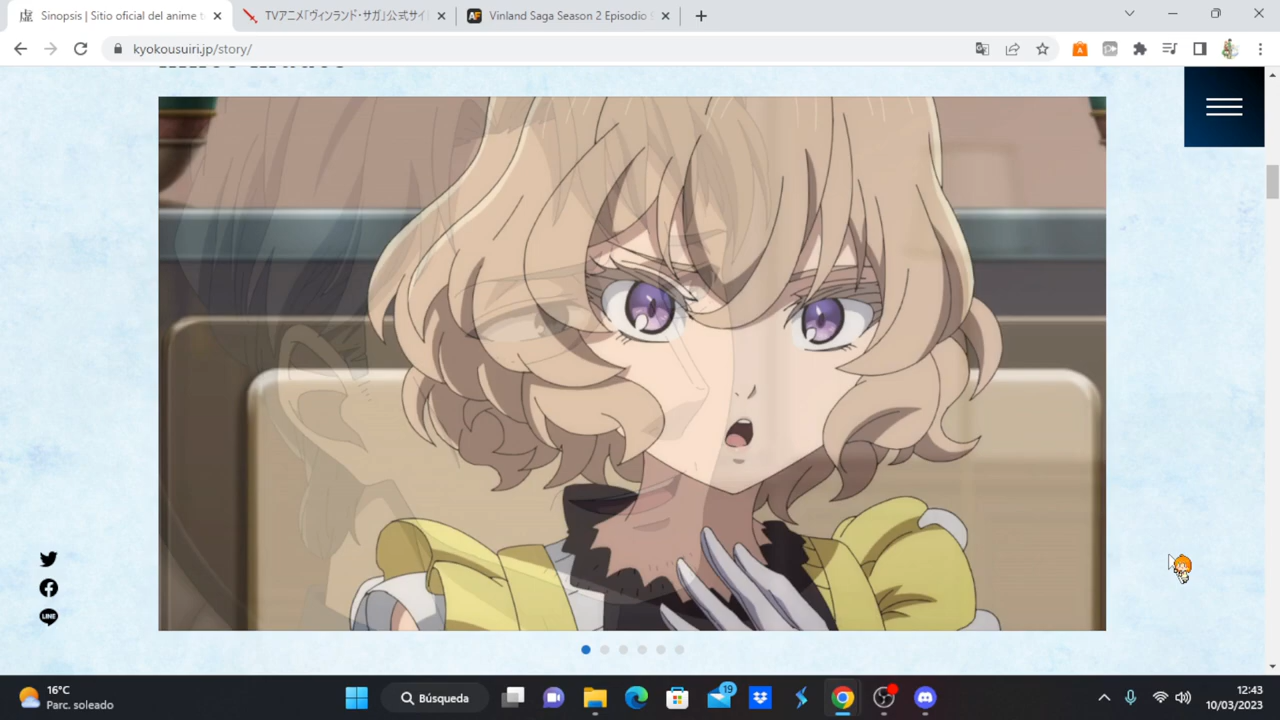 Sinopsis | Sitio oficial del anime t
TVアニメ「ヴィンランド・サガ」公式サイ
AF
Vinland Saga Season 2 Episodio
kyokousuiri.jp/story/
LINE
16°C
Parc. soleado
Búsqueda
19
12:43
10/03/2023